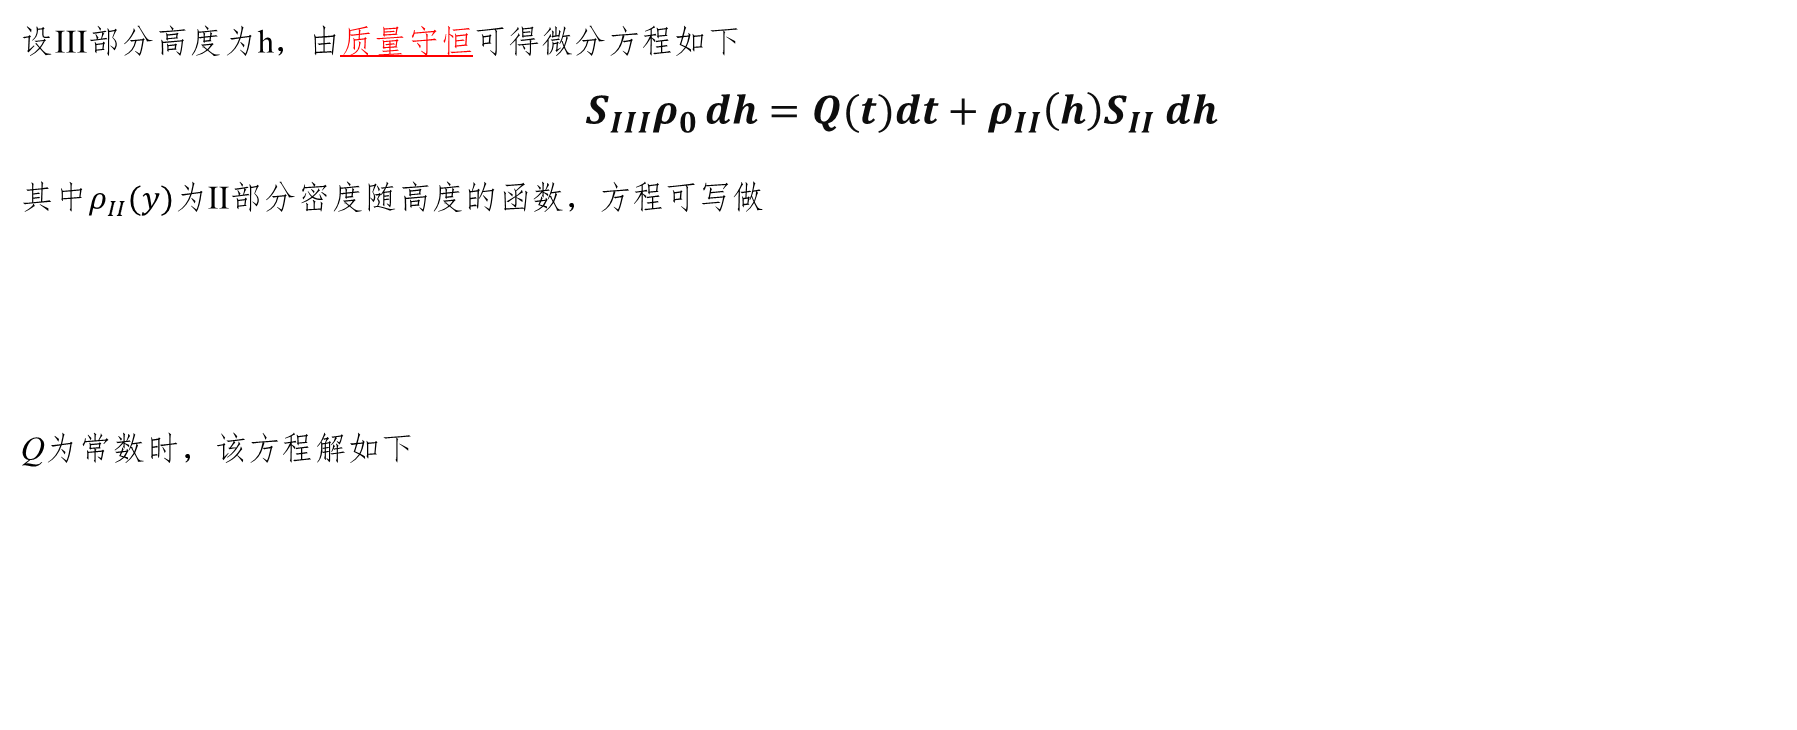 设III部分高度为h，由质量守恒可得微分方程如下
S_{III}ρ_0 dh = Q(t)dt + ρ_{II}(h)S_{II} dh
其中ρ_{II}(y)为II部分密度随高度的函数，方程可写做
Q为常数时，该方程解如下